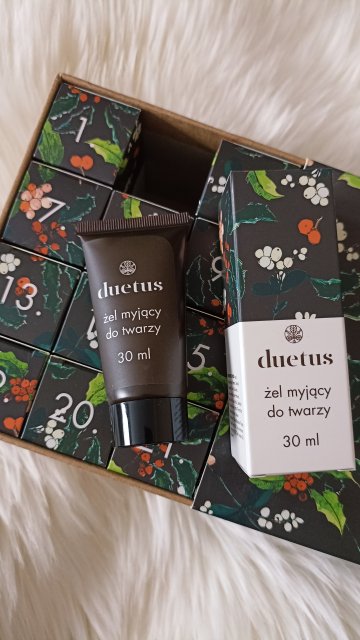 1
7
13
20
5
21
duetus
żel myjący
do twarzy
30 ml
duetus
żel myjący
do twarzy
30 ml